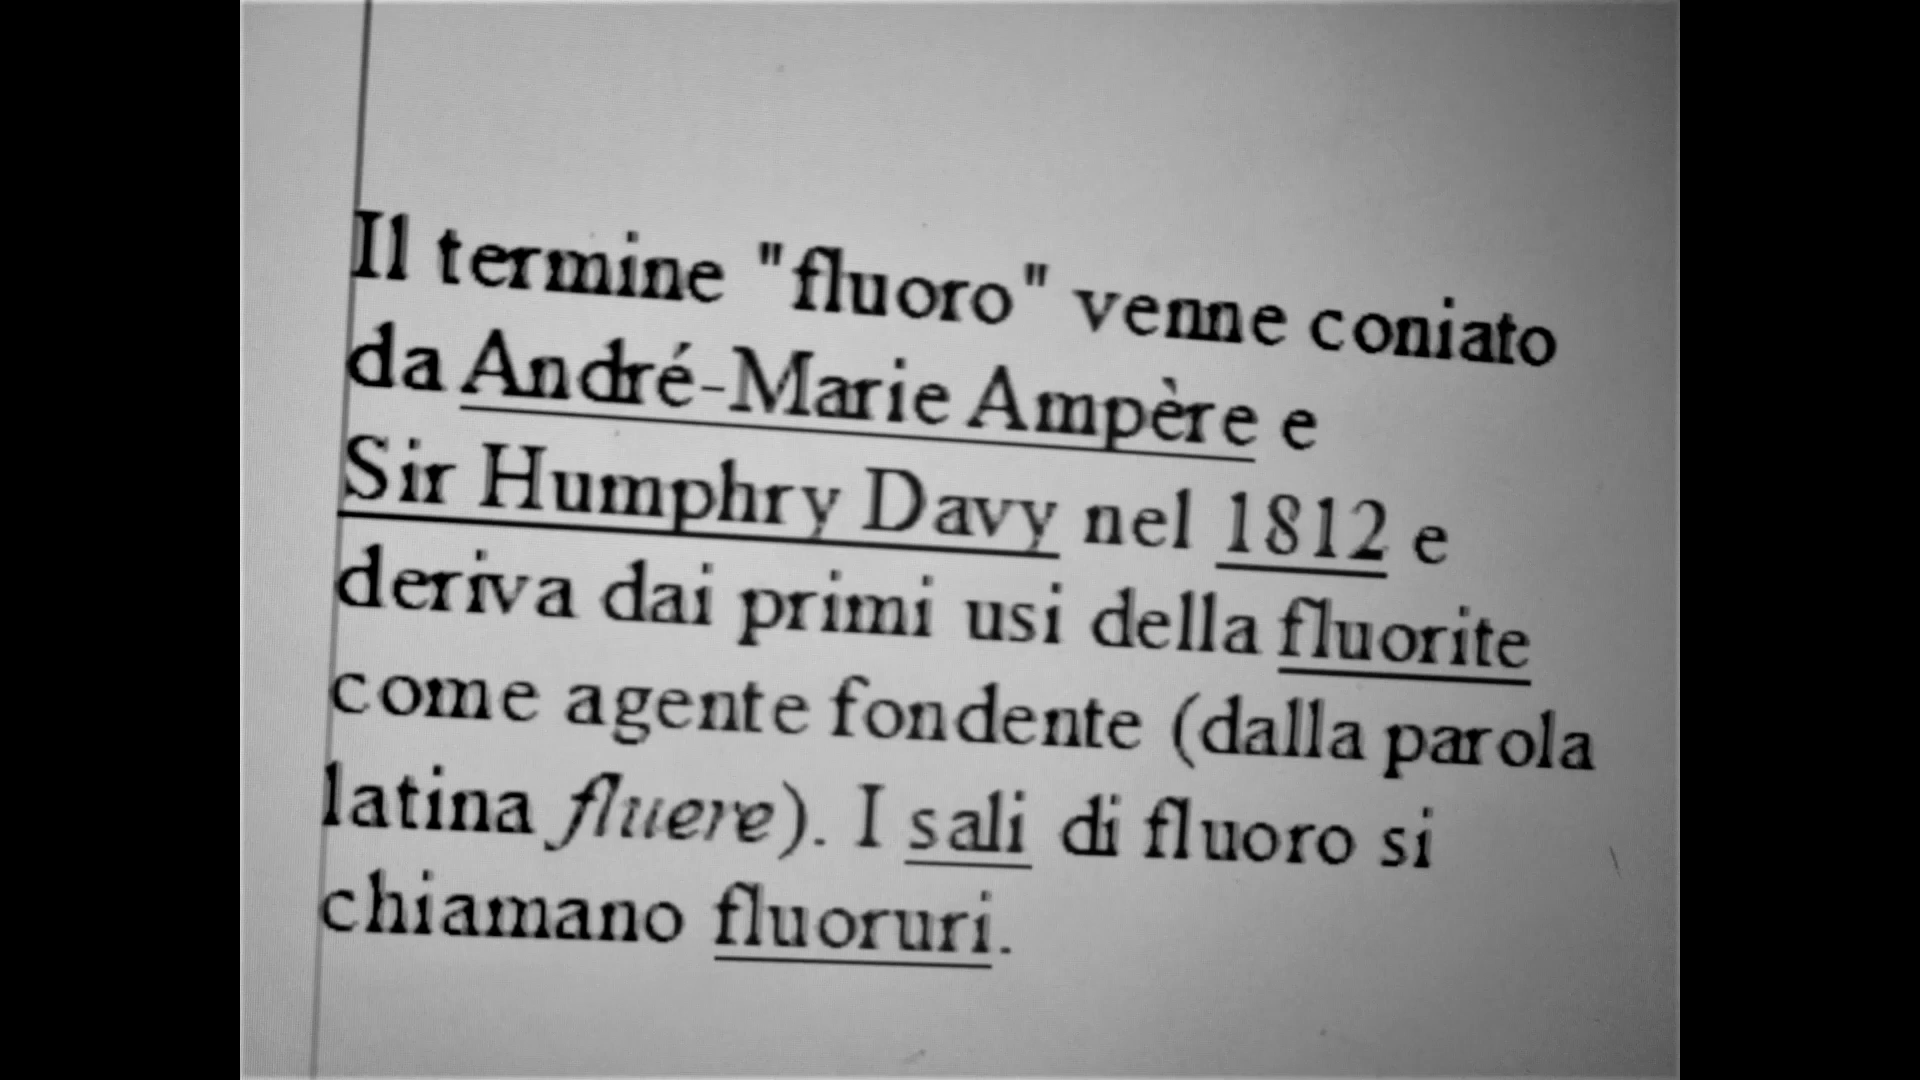 Il termine "fluoro" venne coniato
da André-Marie Ampère e
Sir Humphry Davy nel 1812 e
deriva dai primi usi della fluorite
come agente fondente (dalla parola
latina fluere). I sali di fluoro si
chiamano fluoruri.